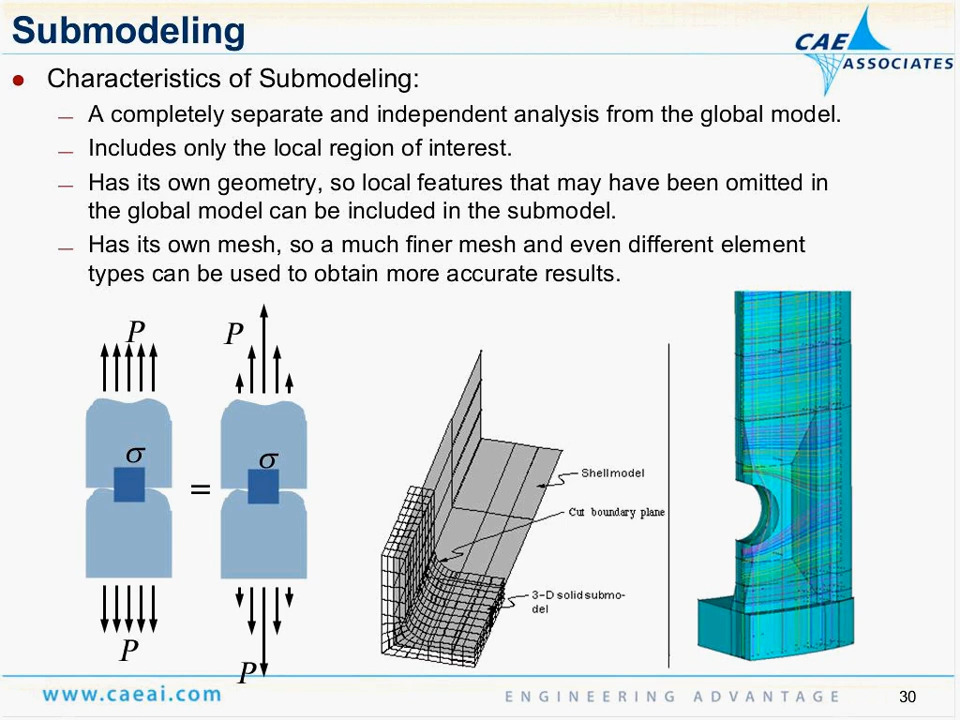 Submodeling
CAE
ASSOCIATES
● Characteristics of Submodeling:
— A completely separate and independent analysis from the global model.
— Includes only the local region of interest.
— Has its own geometry, so local features that may have been omitted in
the global model can be included in the submodel.
— Has its own mesh, so a much finer mesh and even different element
types can be used to obtain more accurate results.
P
P
σ
σ
=
P
P
Shell model
Cut boundary plane
3-D solid submo-
del
www.caeai.com
ENGINEERING ADVANTAGE
30